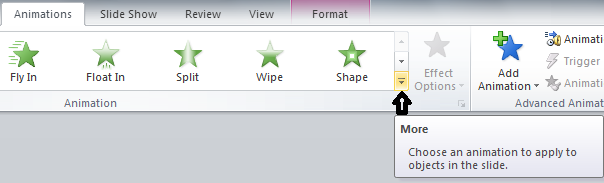 Animations Slide Show Review View Format
Fly In Float In Split Wipe Shape
Effect Options
Add Animation
Animati
Trigger
Animati
Animation
Advanced Animat
More
Choose an animation to apply to
objects in the slide.